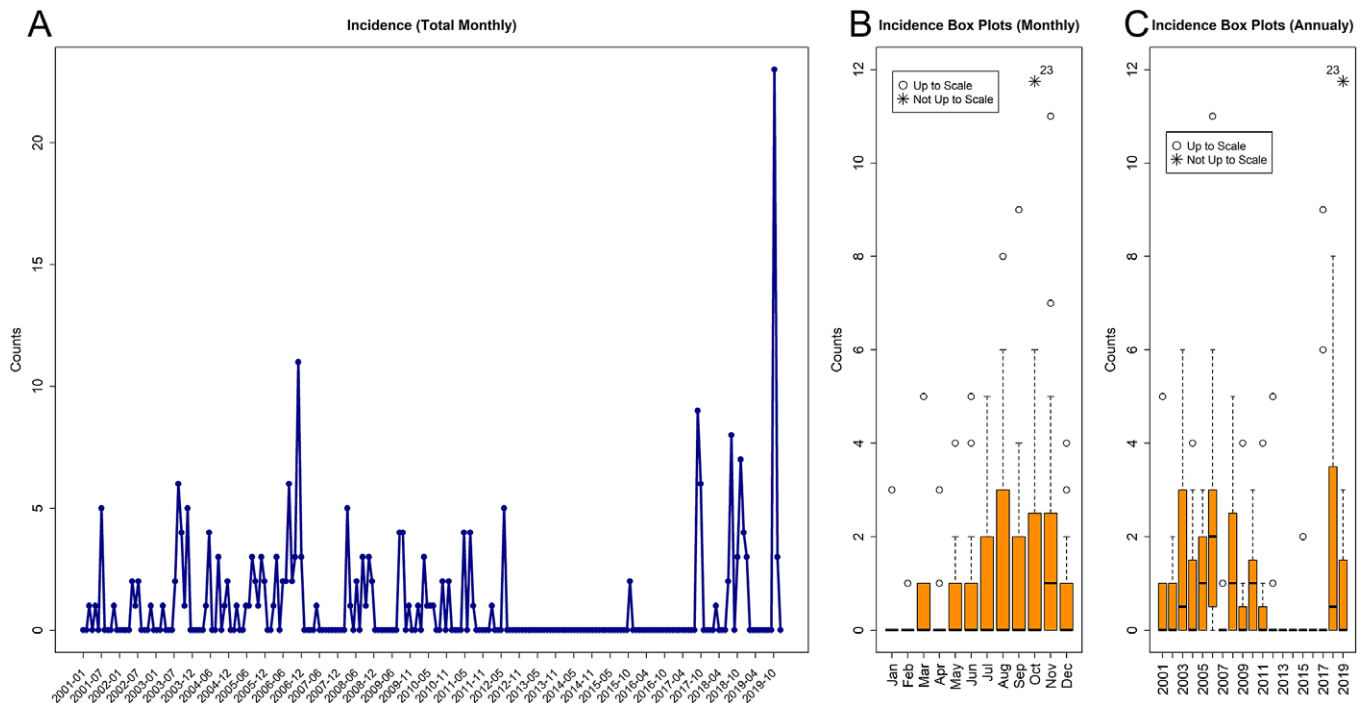 A
Incidence (Total Monthly)
Counts
20
15
10
5
0
2001-01
2001-07
2002-01
2002-07
2003-01
2003-07
2003-12
2004-06
2004-12
2005-06
2005-12
2006-06
2006-12
2007-06
2007-12
2008-06
2008-12
2009-06
2009-11
2010-05
2010-11
2011-05
2011-11
2012-05
2012-11
2013-05
2013-11
2014-05
2014-11
2015-05
2015-10
2016-04
2016-10
2017-04
2017-10
2018-04
2018-10
2019-04
2019-10
B
Incidence Box Plots (Monthly)
Counts
12
10
8
6
4
2
0
Up to Scale
Not Up to Scale
23
Jan
Feb
Mar
Apr
May
Jun
Jul
Aug
Sep
Oct
Nov
Dec
C
Incidence Box Plots (Annualy)
Counts
12
10
8
6
4
2
0
23
Up to Scale
Not Up to Scale
2001
2003
2005
2007
2009
2011
2013
2015
2017
2019